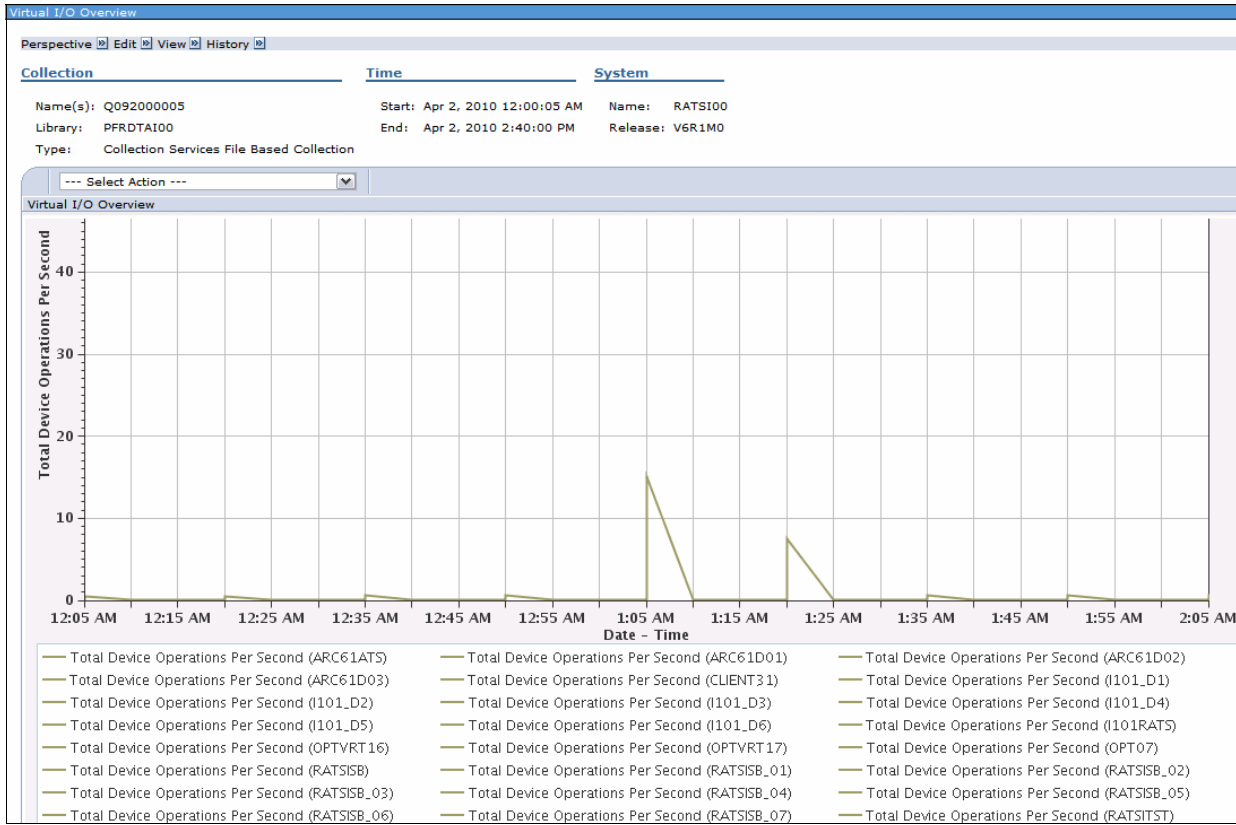 Virtual I/O Overview
Perspective Edit View History
Collection Time System
Name(s): Q092000005 Start: Apr 2, 2010 12:00:05 AM Name: RATSI00
Library: PFRDTAI00 End: Apr 2, 2010 2:40:00 PM Release: V6R1M0
Type: Collection Services File Based Collection
--- Select Action ---
Virtual I/O Overview
Total Device Operations Per Second
40
30
20
10
0
12:05 AM 12:15 AM 12:25 AM 12:35 AM 12:45 AM 12:55 AM 1:05 AM 1:15 AM 1:25 AM 1:35 AM 1:45 AM 1:55 AM 2:05 AM
Date - Time
Total Device Operations Per Second (ARC61ATS) Total Device Operations Per Second (ARC61D01) Total Device Operations Per Second (ARC61D02)
Total Device Operations Per Second (ARC61D03) Total Device Operations Per Second (CLIENT31) Total Device Operations Per Second (I101_D1)
Total Device Operations Per Second (I101_D2) Total Device Operations Per Second (I101_D3) Total Device Operations Per Second (I101_D4)
Total Device Operations Per Second (I101_D5) Total Device Operations Per Second (I101_D6) Total Device Operations Per Second (I101RATS)
Total Device Operations Per Second (OPTVRT16) Total Device Operations Per Second (OPTVRT17) Total Device Operations Per Second (OPT07)
Total Device Operations Per Second (RATSISB) Total Device Operations Per Second (RATSISB_01) Total Device Operations Per Second (RATSISB_02)
Total Device Operations Per Second (RATSISB_03) Total Device Operations Per Second (RATSISB_04) Total Device Operations Per Second (RATSISB_05)
Total Device Operations Per Second (RATSISB_06) Total Device Operations Per Second (RATSISB_07) Total Device Operations Per Second (RATSITST)